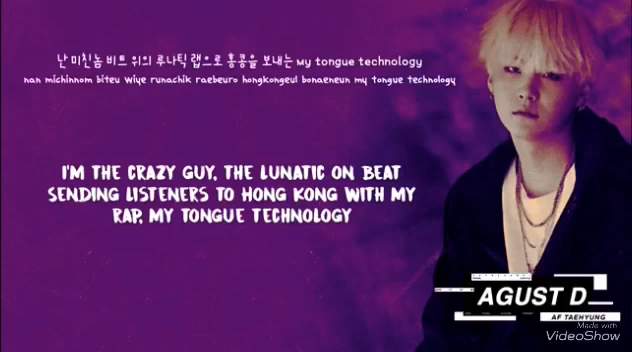 난 미친놈 비트 위의 루나틱 랩으로 홍콩을 보내는 my tongue technology
nan michinnom biteu wiye runachik raebeuro hongkongeul bonaeneun my tongue technology
I'M THE CRAZY GUY, THE LUNATIC ON BEAT
SENDING LISTENERS TO HONG KONG WITH MY
RAP, MY TONGUE TECHNOLOGY
AGUST D
AF TAEHYUNG
Made with
VideoShow